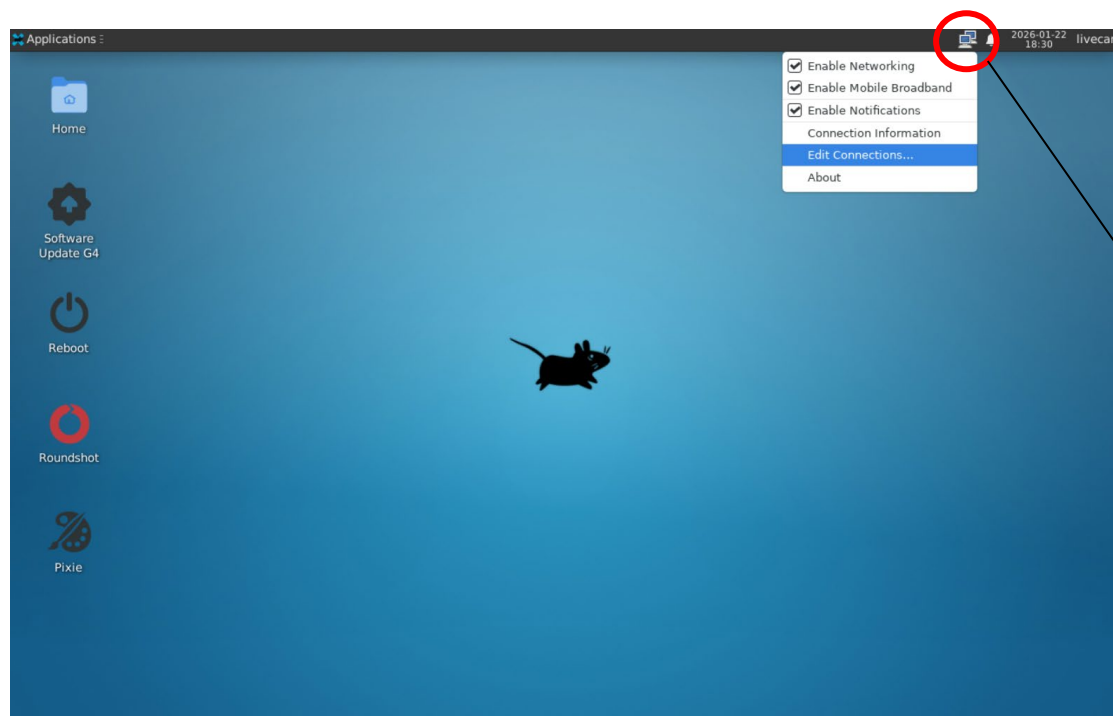 Applications
2026-01-22
18:30
livecam
Enable Networking
Enable Mobile Broadband
Enable Notifications
Connection Information
Edit Connections...
About
Home
Software
Update G4
Reboot
Roundshot
Pixie